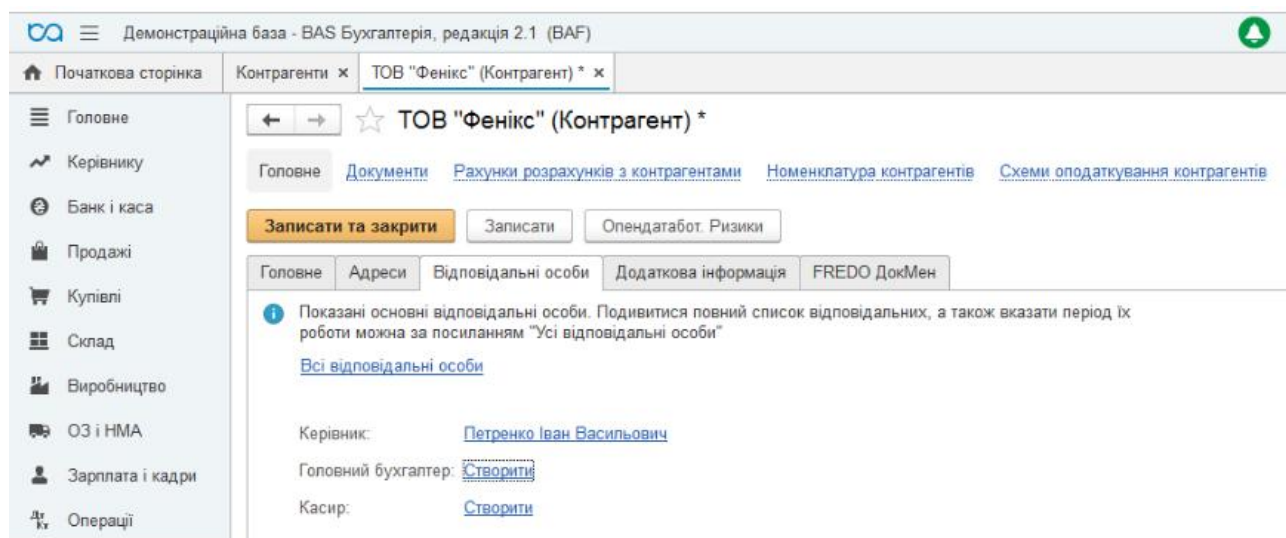 Демонстраційна база - BAS Бухгалтерія, редакція 2.1 (BAF)
Початкова сторінка Контрагенти × ТОВ "Фенікс" (Контрагент) * ×
Головне
Керівнику
Банк і каса
Продажі
Купівлі
Склад
Виробництво
ОЗ і НМА
Зарплата і кадри
Дт Кт Операції
ТОВ "Фенікс" (Контрагент) *
Головне Документи Рахунки розрахунків з контрагентами Номенклатура контрагентів Схеми оподаткування контрагентів
Записати та закрити Записати Опендатабот. Ризики
Головне Адреси Відповідальні особи Додаткова інформація FREDO ДокМен
Показані основні відповідальні особи. Подивитися повний список відповідальних, а також вказати період їх
роботи можна за посиланням "Усі відповідальні особи"
Всі відповідальні особи
Керівник: Петренко Іван Васильович
Головний бухгалтер: Створити
Касир: Створити